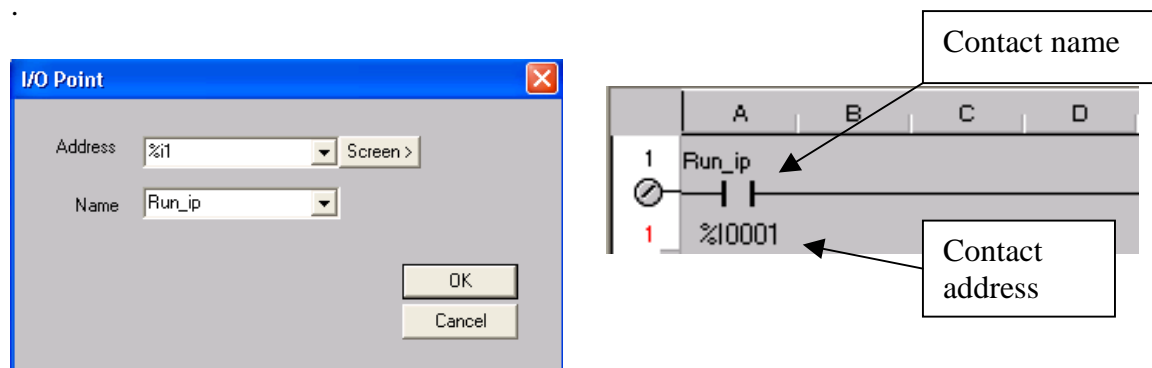 .
I/O Point
Address %i1 Screen >
Name Run_ip
OK
Cancel
Contact name
A B C D
1 Run_ip
1 %I0001
Contact
address